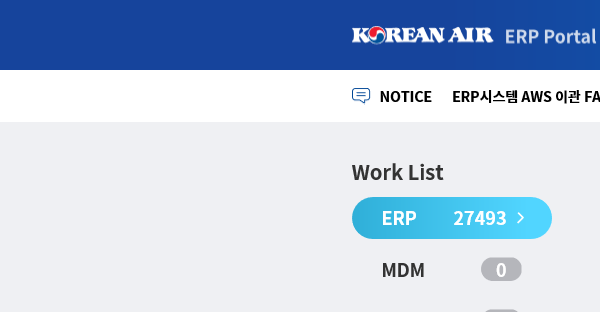 KOREAN AIR ERP Portal
NOTICE ERP시스템 AWS 이관 FA
Work List
ERP 27493
MDM 0